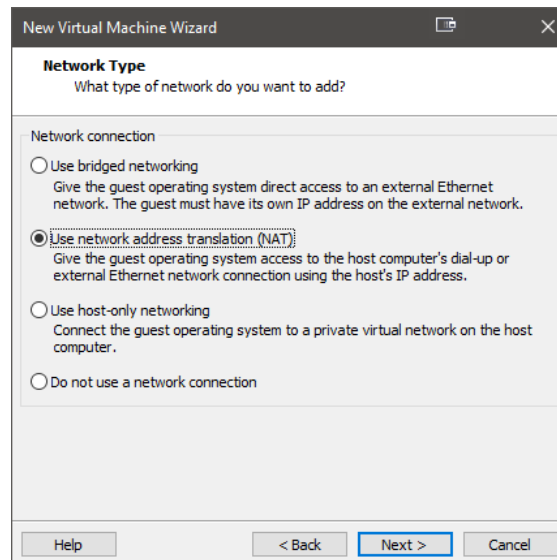 New Virtual Machine Wizard
Network Type
What type of network do you want to add?
Network connection
Use bridged networking
Give the guest operating system direct access to an external Ethernet
network. The guest must have its own IP address on the external network.
Use network address translation (NAT)
Give the guest operating system access to the host computer's dial-up or
external Ethernet network connection using the host's IP address.
Use host-only networking
Connect the guest operating system to a private virtual network on the host
computer.
Do not use a network connection
Help < Back Next > Cancel